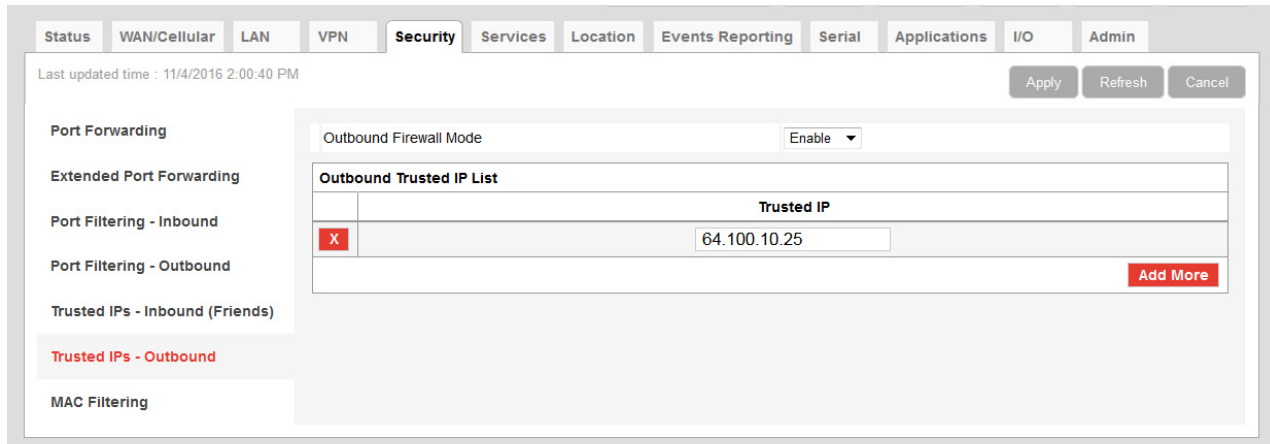 Status WAN/Cellular LAN VPN Security Services Location Events Reporting Serial Applications I/O Admin
Last updated time : 11/4/2016 2:00:40 PM
Apply Refresh Cancel
Port Forwarding
Extended Port Forwarding
Port Filtering - Inbound
Port Filtering - Outbound
Trusted IPs - Inbound (Friends)
Trusted IPs - Outbound
MAC Filtering
Outbound Firewall Mode Enable
Outbound Trusted IP List
Trusted IP
X 64.100.10.25
Add More